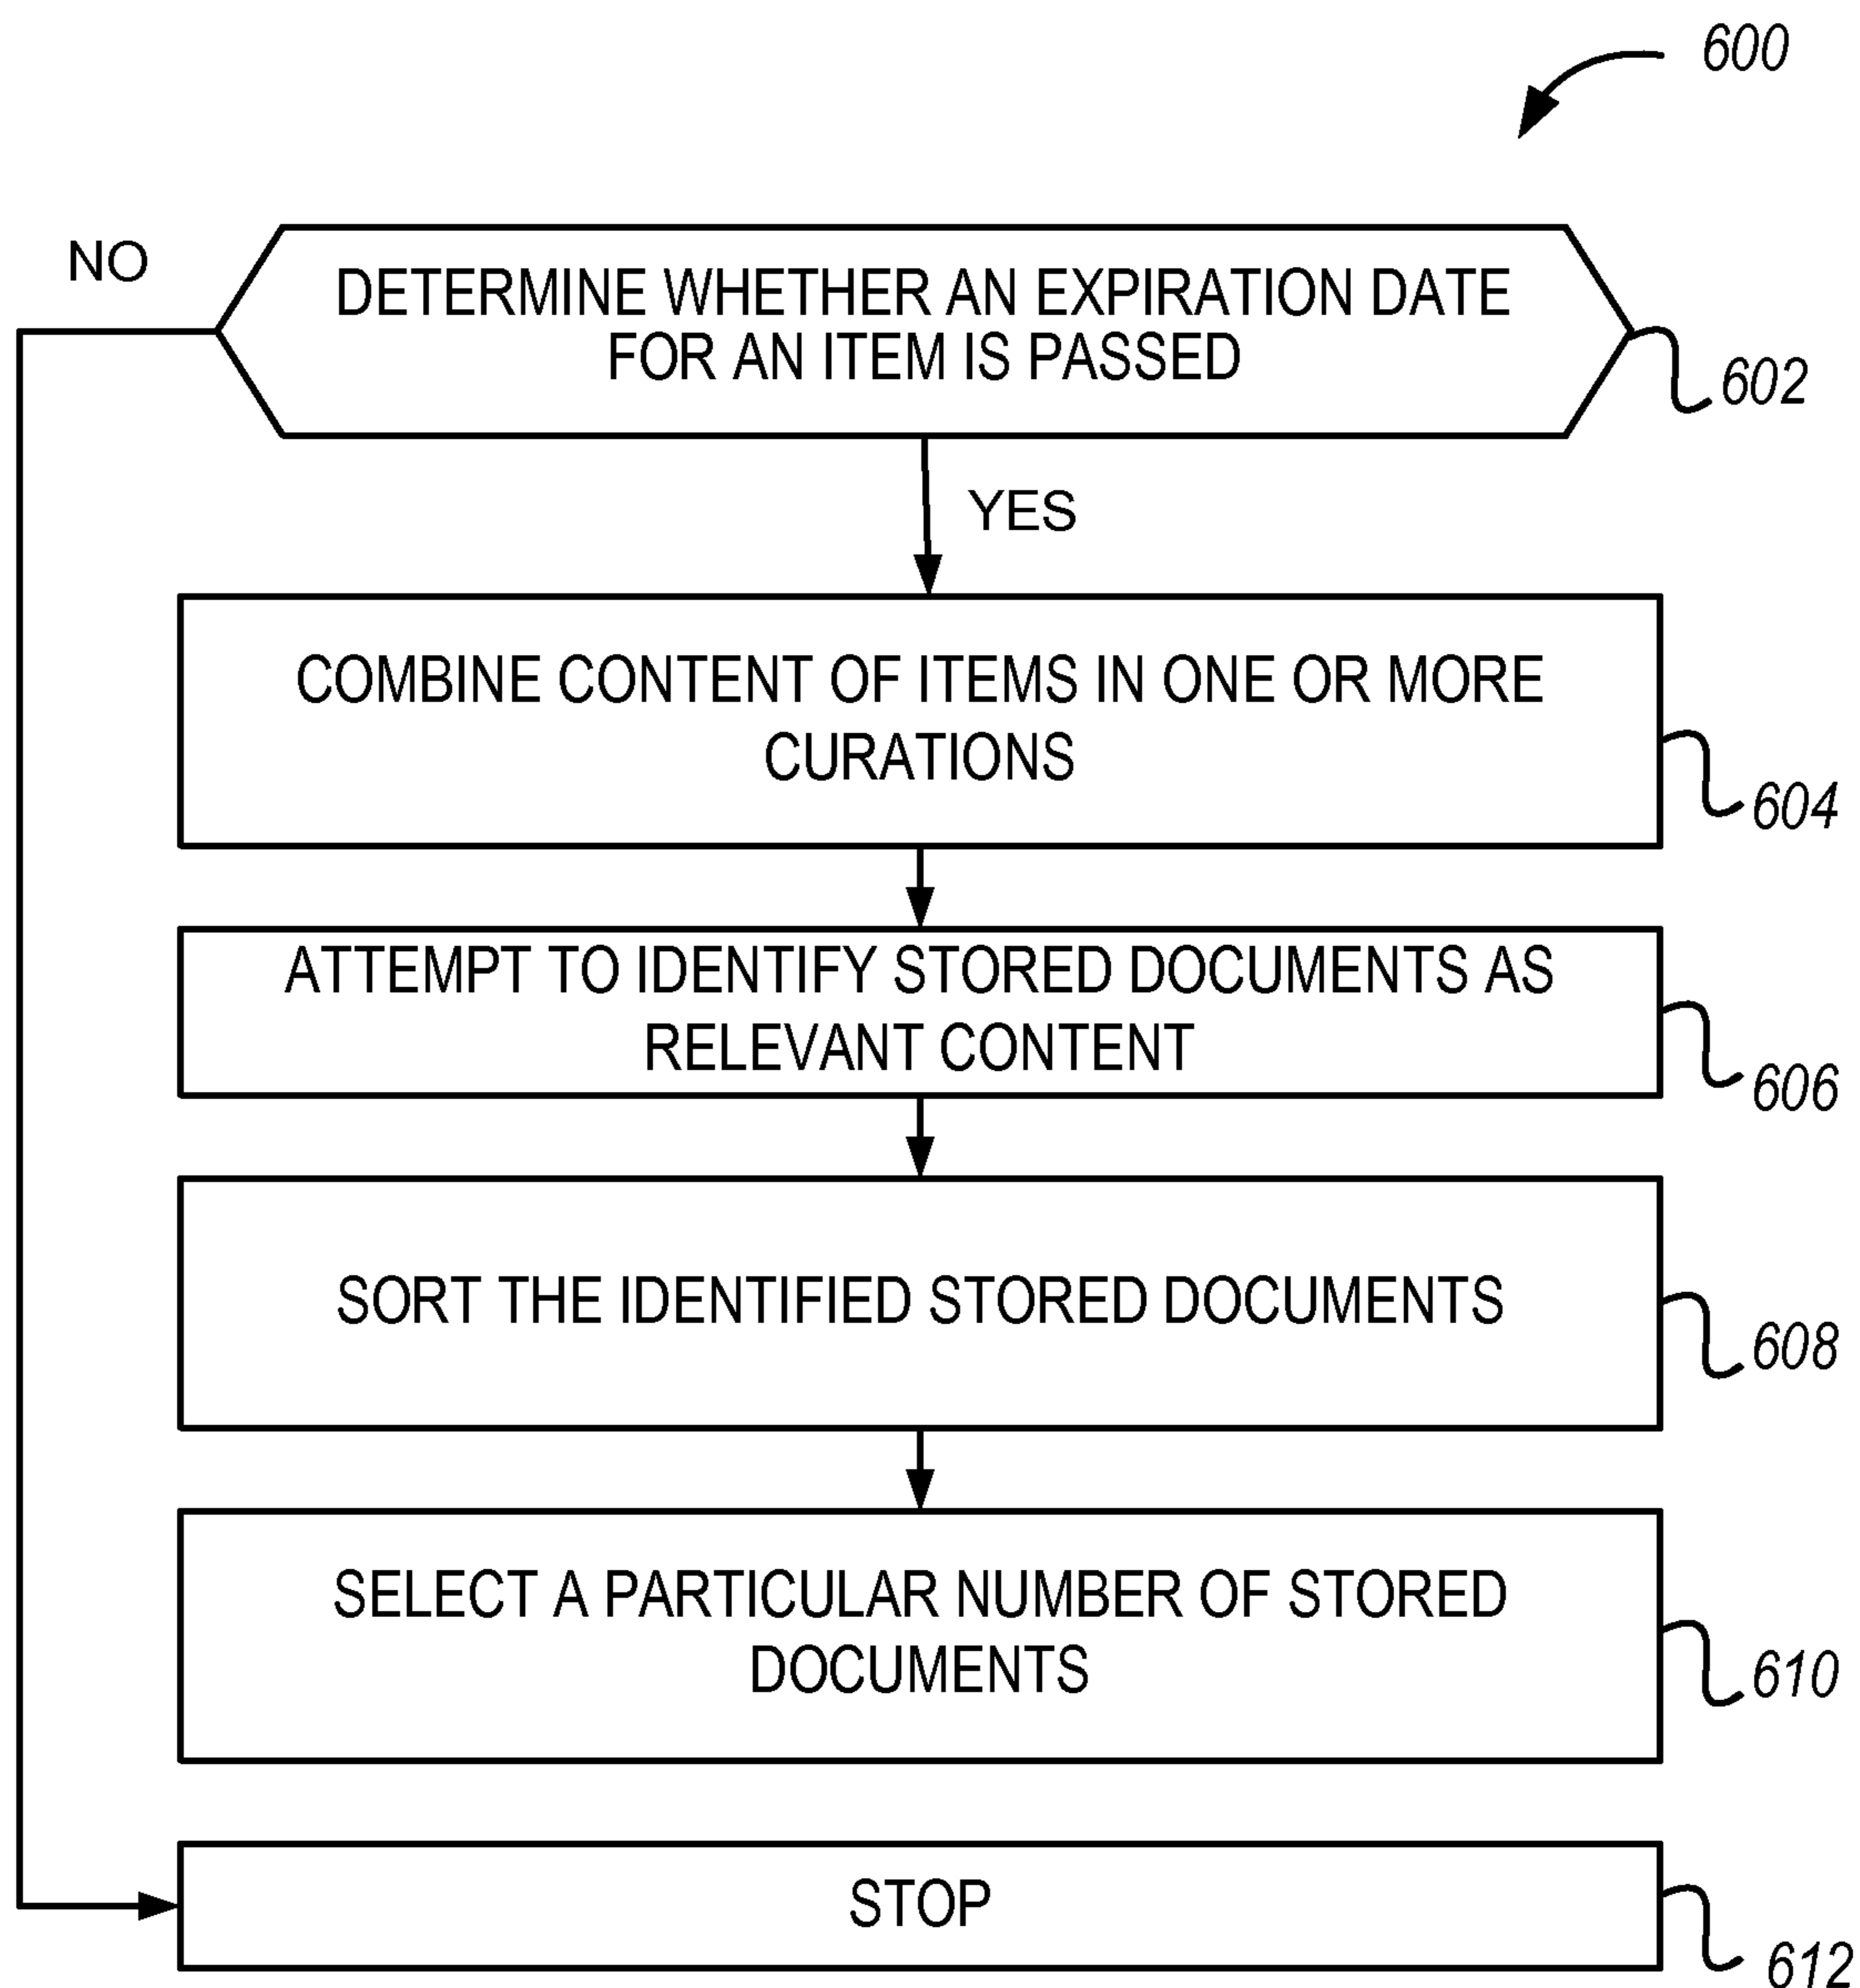 600
NO
DETERMINE WHETHER AN EXPIRATION DATE
FOR AN ITEM IS PASSED
602
YES
COMBINE CONTENT OF ITEMS IN ONE OR MORE
CURATIONS
604
ATTEMPT TO IDENTIFY STORED DOCUMENTS AS
RELEVANT CONTENT
606
SORT THE IDENTIFIED STORED DOCUMENTS
608
SELECT A PARTICULAR NUMBER OF STORED
DOCUMENTS
610
STOP
612